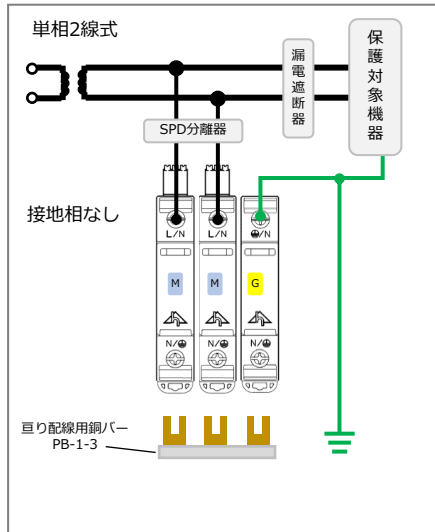 単相2線式
漏電遮断器
保護対象機器
SPD分離器
接地相なし
L/N
L/N
⏚/N
M
M
G
N/⏚
N/⏚
N/⏚
亘り配線用銅バー
PB-1-3